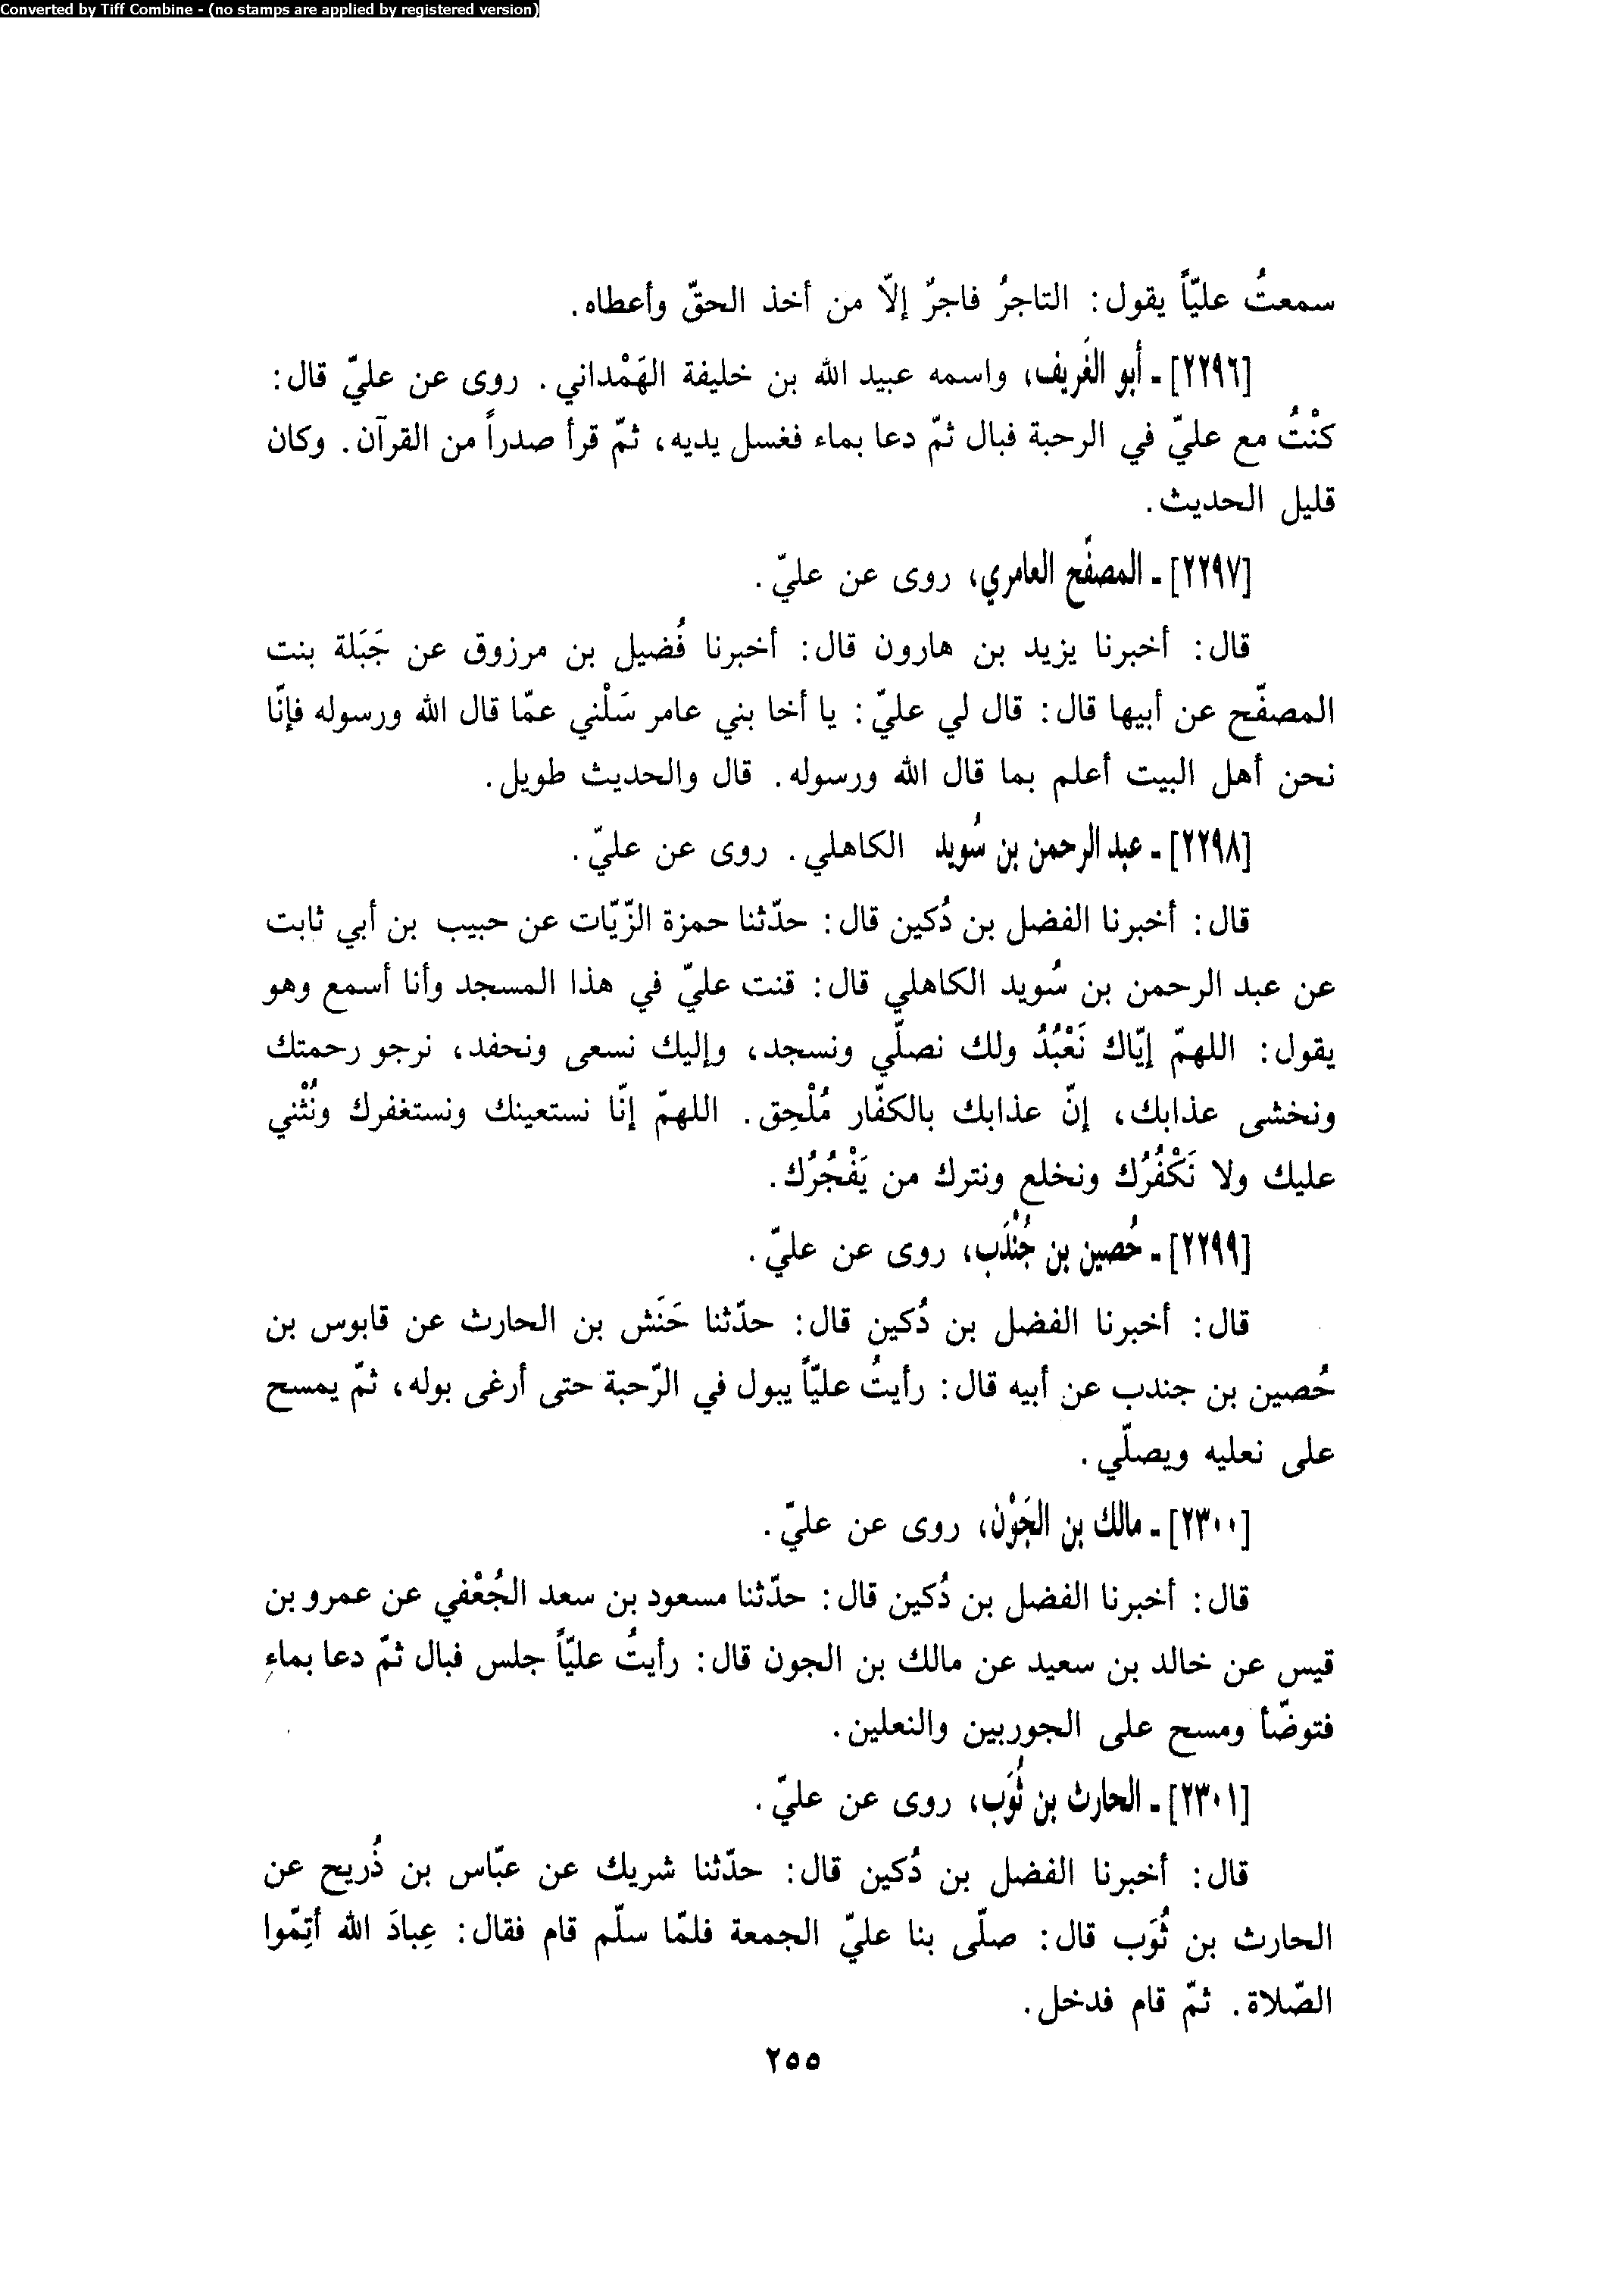 Converted by Tiff Combine - (no stamps are applied by registered version)
سمعتُ عليّاً يقول: التاجرُ فاجرٌ إلاّ من أخذ الحقّ وأعطاه.
[٢٢٩٦] - أبو الغَريف، واسمه عبيد الله بن خليفة الهَمْداني. روى عن عليّ قال:
كنْتُ مع عليّ في الرحبة فبال ثمّ دعا بماء فغسل يديه، ثمّ قرأ صدراً من القرآن. وكان
قليل الحديث.
[٢٢٩٧] - المصفّح العامري، روى عن عليّ.
قال: أخبرنا يزيد بن هارون قال: أخبرنا فُضيل بن مرزوق عن جَبَلة بنت
المصفّح عن أبيها قال: قال لي عليّ: يا أخا بني عامر سَلْني عمّا قال الله ورسوله فإنّا
نحن أهل البيت أعلم بما قال الله ورسوله. قال والحديث طويل.
[٢٢٩٨] - عبد الرحمن بن سُويد الكاهلي. روى عن عليّ.
قال: أخبرنا الفضل بن دُكين قال: حدّثنا حمزة الزّيّات عن حبيب بن أبي ثابت
عن عبد الرحمن بن سُويد الكاهلي قال: قنت عليّ في هذا المسجد وأنا أسمع وهو
يقول: اللهمّ إيّاك نَعْبُدُ ولك نصلّي ونسجد، وإليك نسعى ونحفد، نرجو رحمتك
ونخشى عذابك، إنّ عذابك بالكفّار مُلْحِق. اللهمّ إنّا نستعينك ونستغفرك ونُثْني
عليك ولا نَكْفُرُك ونخلع ونترك من يَفْجُرُك.
[٢٢٩٩] - حُصين بن جُنْدَب، روى عن عليّ.
قال: أخبرنا الفضل بن دُكين قال: حدّثنا حَنَش بن الحارث عن قابوس بن
حُصين بن جندب عن أبيه قال: رأيتُ عليّاً يبول في الرّحبة حتى أرغى بوله، ثمّ يمسح
على نعليه ويصلّي.
[٢٣٠٠] - مالك بن الجَوْن، روى عن عليّ.
قال: أخبرنا الفضل بن دُكين قال: حدّثنا مسعود بن سعد الجُعْفي عن عمرو بن
قيس عن خالد بن سعيد عن مالك بن الجون قال: رأيتُ عليّاً جلس فبال ثمّ دعا بماءٍ
فتوضّأ ومسح على الجوربين والنعلين.
[٢٣٠١] - الحارث بن ثُوَب، روى عن عليّ.
قال: أخبرنا الفضل بن دُكين قال: حدّثنا شريك عن عبّاس بن ذُريح عن
الحارث بن ثُوَب قال: صلّى بنا عليّ الجمعة فلمّا سلّم قام فقال: عِبادَ الله أتِمّوا
الصّلاة. ثمّ قام فدخل.
٢٥٥